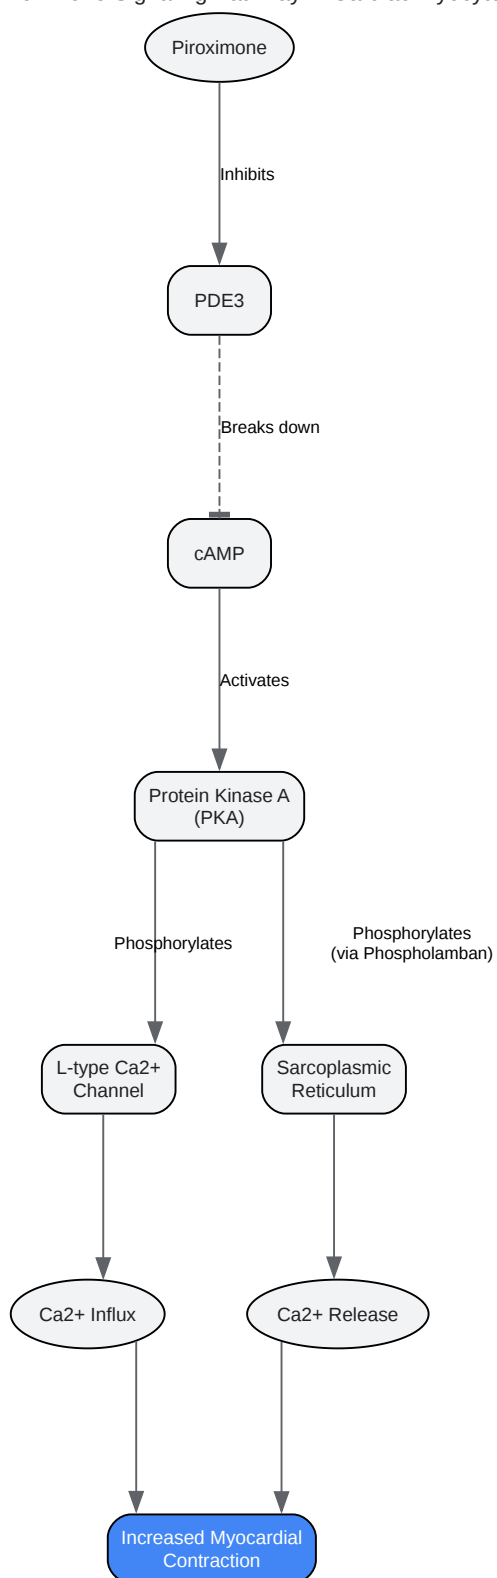 Piroximone
Inhibits
PDE3
Breaks down
cAMP
Activates
Protein Kinase A
(PKA)
Phosphorylates
Phosphorylates
(via Phospholamban)
L-type Ca2+
Channel
Sarcoplasmic
Reticulum
Ca2+ Influx
Ca2+ Release
Increased Myocardial
Contraction